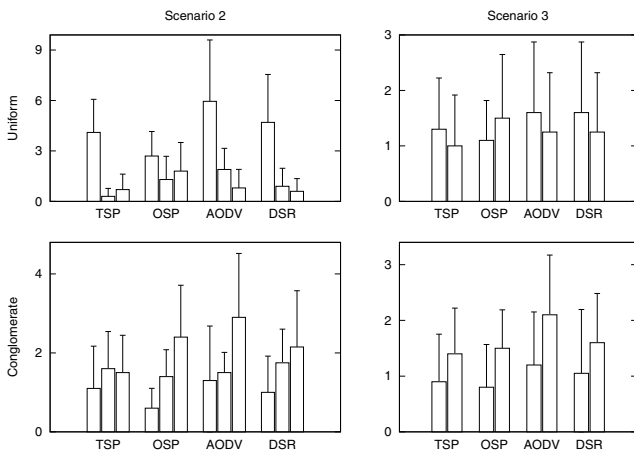 Scenario 2
Scenario 3
Uniform
9
6
3
0
TSP OSP AODV DSR
3
2
1
0
TSP OSP AODV DSR
Conglomerate
4
2
0
TSP OSP AODV DSR
3
2
1
0
TSP OSP AODV DSR